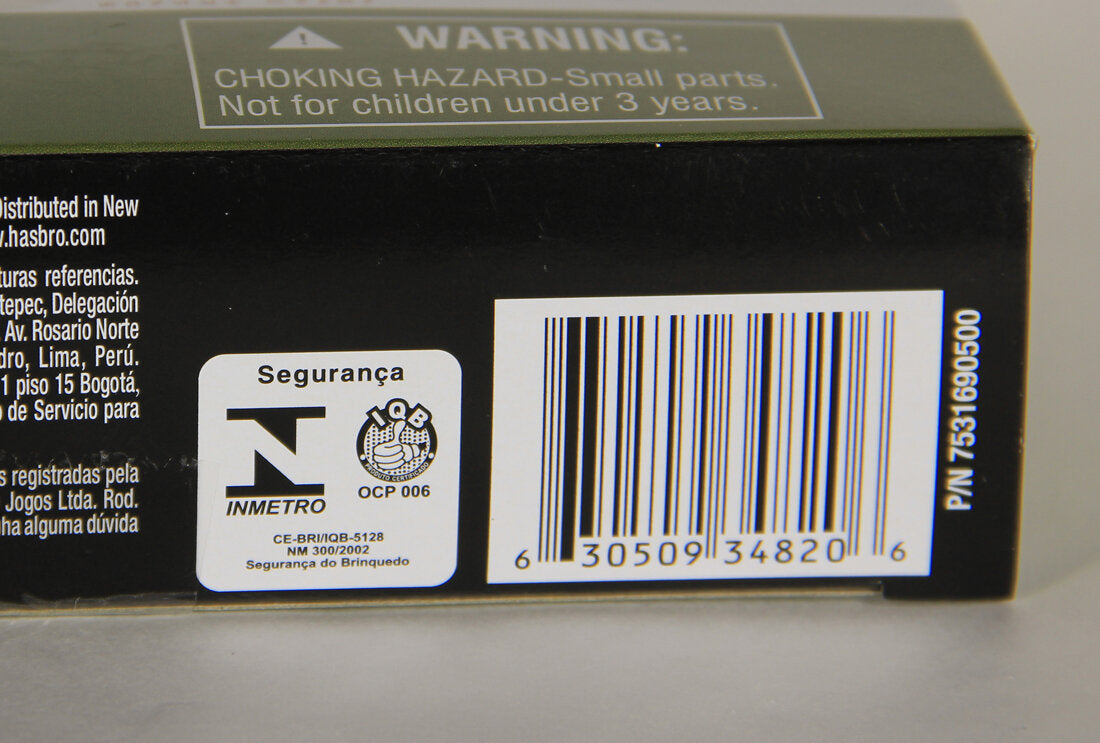 WARNING:
CHOKING HAZARD-Small parts.
Not for children under 3 years.
Distributed in New
.hasbro.com
turas referencias.
tepec, Delegación
. Av. Rosario Norte
dro, Lima, Perú.
1 piso 15 Bogotá,
o de Servicio para
s registradas pela
Jogos Ltda. Rod.
ha alguma dúvida
Segurança
INMETRO
IQB
PRODUTO CERTIFICADO
OCP 006
CE-BRI/IQB-5128
NM 300/2002
Segurança do Brinquedo
6 30509 34820 6
P/N 7531690500